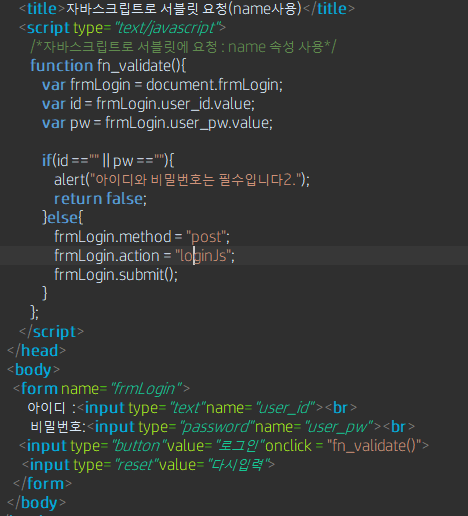 <title>자바스크립트로 서블릿 요청(name사용)</title>
<script type="text/javascript">
/*자바스크립트로 서블릿에 요청 : name 속성 사용*/
function fn_validate(){
var frmLogin = document.frmLogin;
var id = frmLogin.user_id.value;
var pw = frmLogin.user_pw.value;
if(id =="" || pw ==""){
alert("아이디와 비밀번호는 필수입니다2.");
return false;
}else{
frmLogin.method = "post";
frmLogin.action = "loginJs";
frmLogin.submit();
}
};
</script>
</head>
<body>
<form name="frmLogin">
아이디 :<input type="text"name="user_id"><br>
비밀번호:<input type="password"name="user_pw"><br>
<input type="button"value="로그인"onclick = "fn_validate()">
<input type="reset"value="다시입력">
</form>
</body>